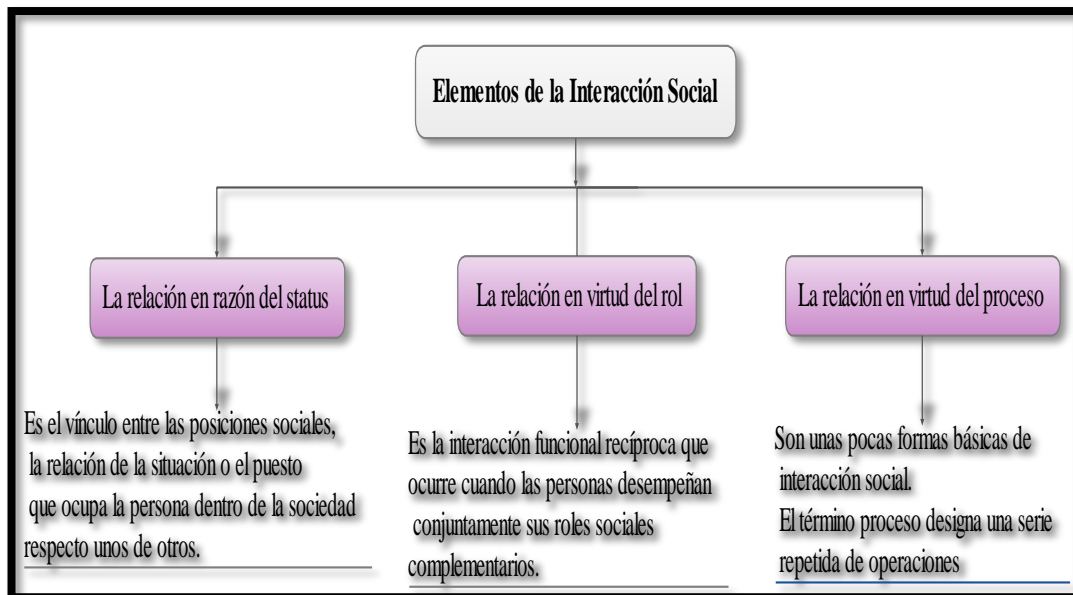 Elementos de la Interacción Social
La relación en razón del status
La relación en virtud del rol
La relación en virtud del proceso
Es el vínculo entre las posiciones sociales,
la relación de la situación o el puesto
que ocupa la persona dentro de la sociedad
respecto unos de otros.
Es la interacción funcional recíproca que
ocurre cuando las personas desempeñan
conjuntamente sus roles sociales
complementarios.
Son unas pocas formas básicas de
interacción social.
El término proceso designa una serie
repetida de operaciones